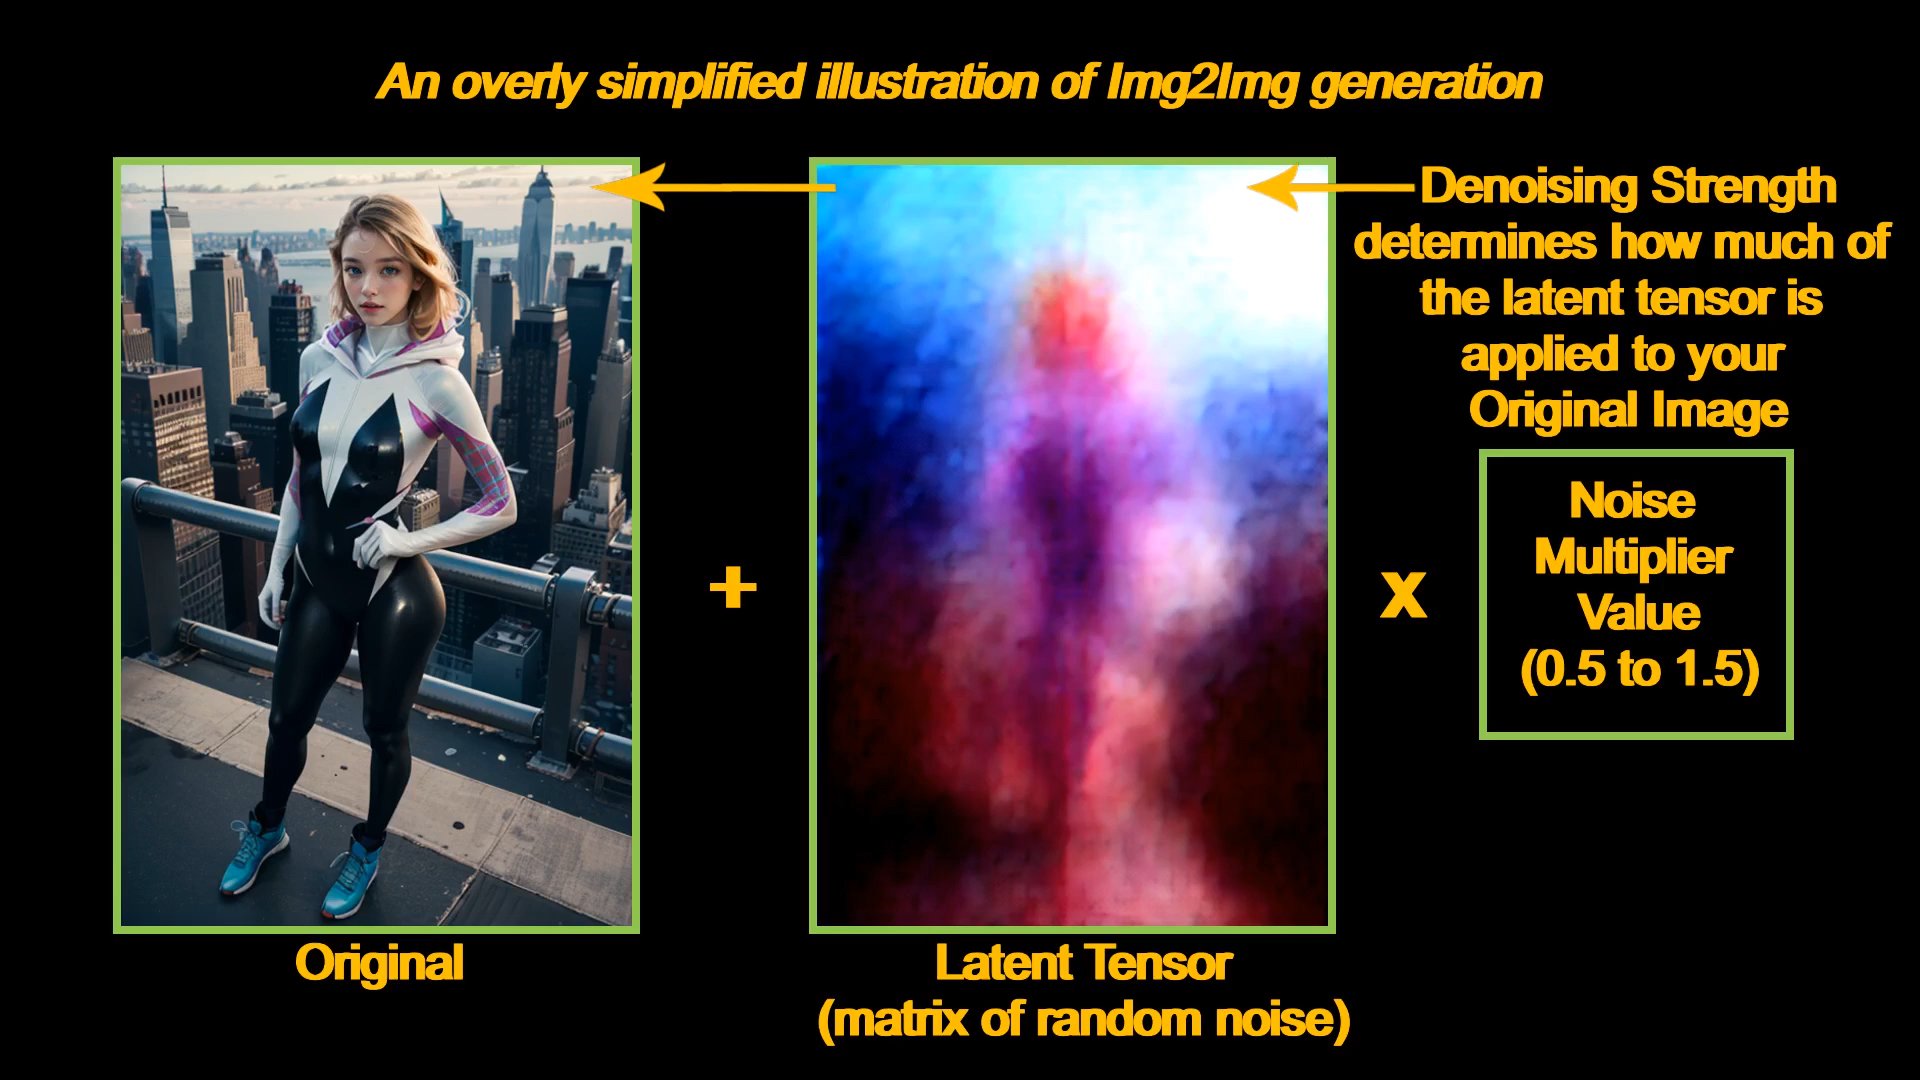 An overly simplified illustration of Img2Img generation
Denoising Strength
determines how much of
the latent tensor is
applied to your
Original Image
+
x
Noise
Multiplier
Value
(0.5 to 1.5)
Original
Latent Tensor
(matrix of random noise)